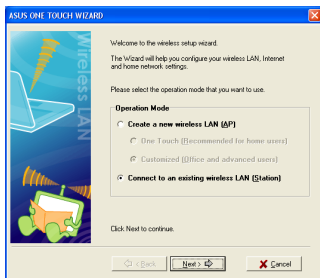 ASUS ONE TOUCH WIZARD
Wireless LAN
Welcome to the wireless setup wizard.
The Wizard will help you configure your wireless LAN, Internet
and home network settings.
Please select the operation mode that you want to use.
Operation Mode
Create a new wireless LAN (AP)
One Touch (Recommended for home users)
Customized (Office and advanced users)
Connect to an existing wireless LAN (Station)
Click Next to continue.
< Back
Next >
Cancel